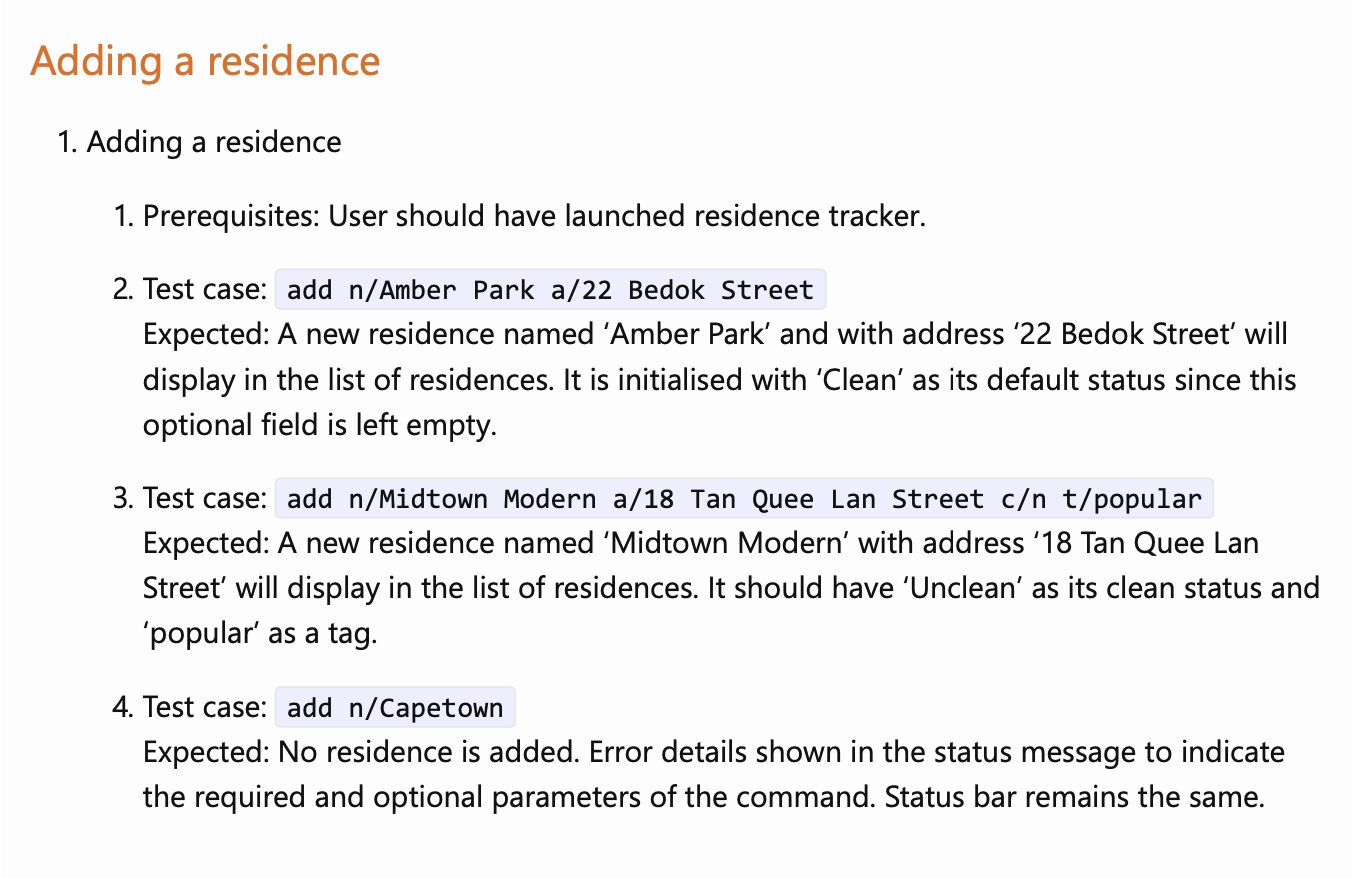 Adding a residence
1. Adding a residence
1. Prerequisites: User should have launched residence tracker.
2. Test case: add n/Amber Park a/22 Bedok Street
Expected: A new residence named ‘Amber Park’ and with address ‘22 Bedok Street’ will
display in the list of residences. It is initialised with ‘Clean’ as its default status since this
optional field is left empty.
3. Test case: add n/Midtown Modern a/18 Tan Quee Lan Street c/n t/popular
Expected: A new residence named ‘Midtown Modern’ with address ‘18 Tan Quee Lan
Street’ will display in the list of residences. It should have ‘Unclean’ as its clean status and
‘popular’ as a tag.
4. Test case: add n/Capetown
Expected: No residence is added. Error details shown in the status message to indicate
the required and optional parameters of the command. Status bar remains the same.